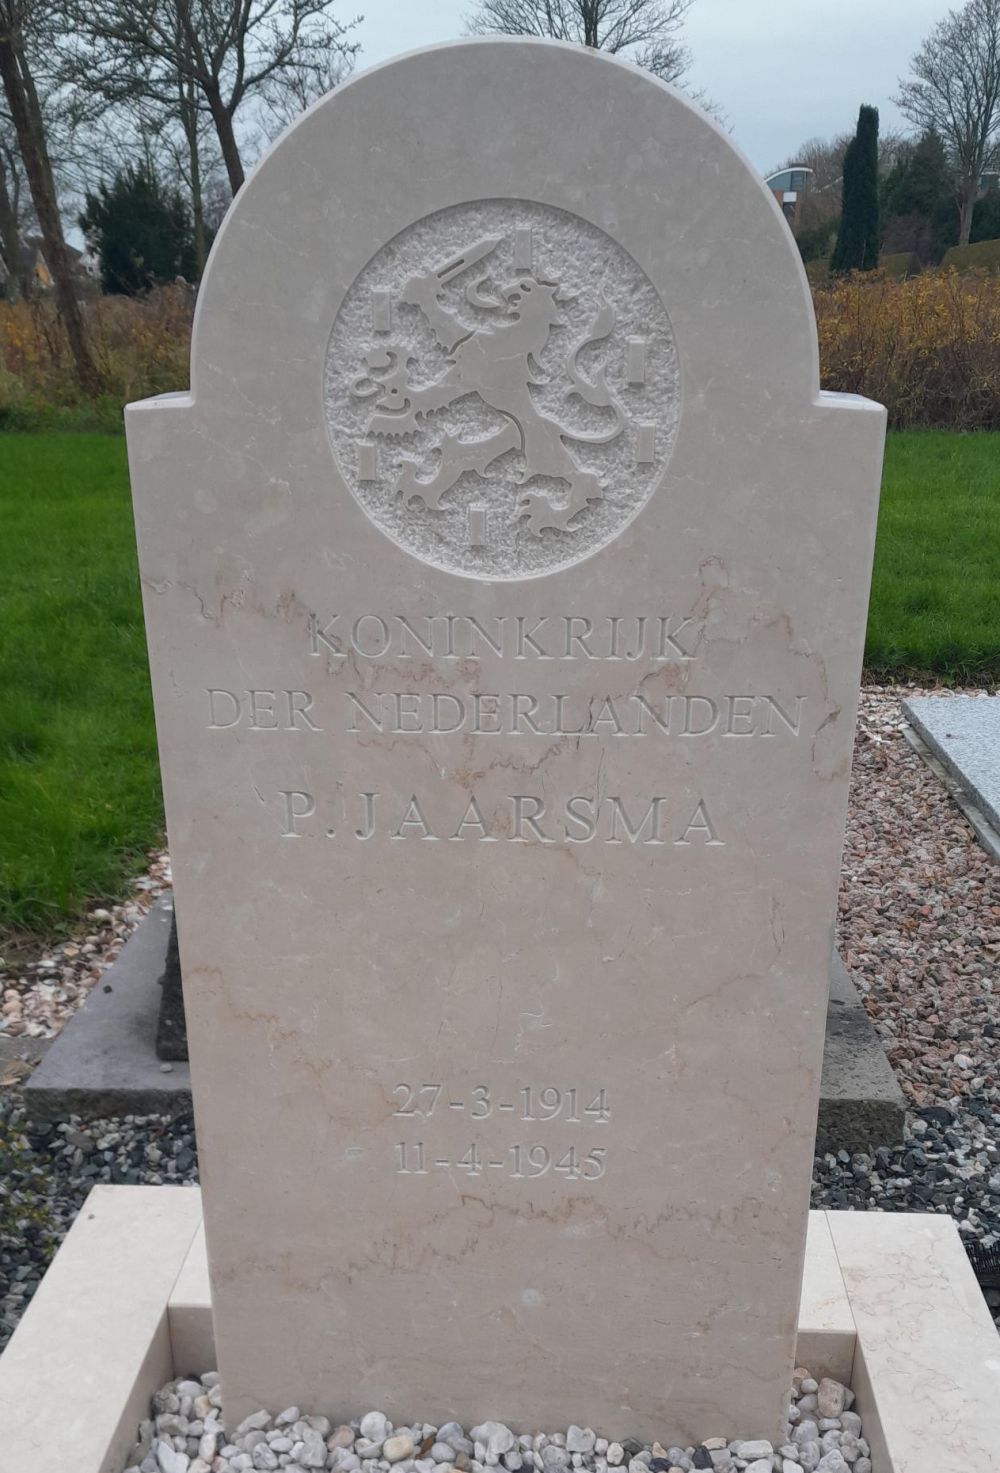 KONINKRIJK
DER NEDERLANDEN
P. JAARSMA
27-3-1914
11-4-1945